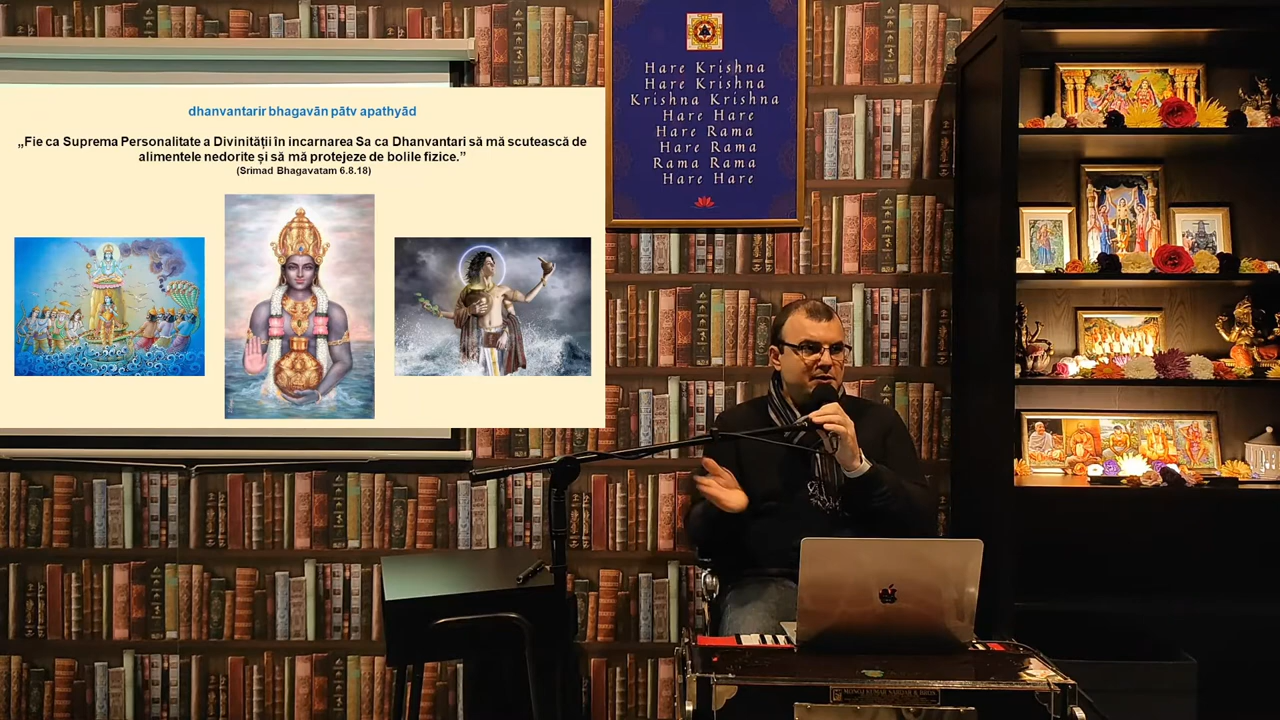 dhanvantarir bhagavān pātv apathyād
„Fie ca Suprema Personalitate a Divinității în incarnarea Sa ca Dhanvantari să mă scutească de
alimentele nedorite și să mă protejeze de bolile fizice.”
(Srimad Bhagavatam 6.8.18)
Hare Krishna
Hare Krishna
Krishna Krishna
Hare Hare
Hare Rama
Hare Rama
Rama Rama
Hare Hare